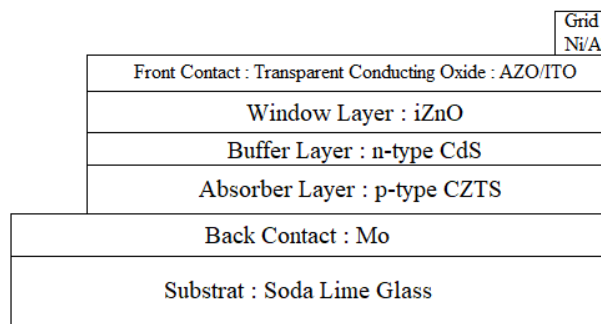 Grid
Ni/A
Front Contact : Transparent Conducting Oxide : AZO/ITO
Window Layer : iZnO
Buffer Layer : n-type CdS
Absorber Layer : p-type CZTS
Back Contact : Mo
Substrat : Soda Lime Glass